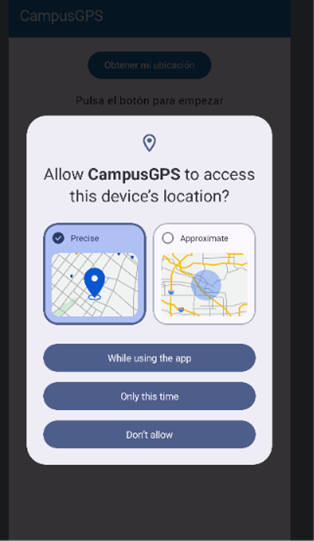 CampusGPS
Obtener mi ubicación
Pulsa el botón para empezar
Allow CampusGPS to access
this device's location?
Precise
Approximate
While using the app
Only this time
Don't allow